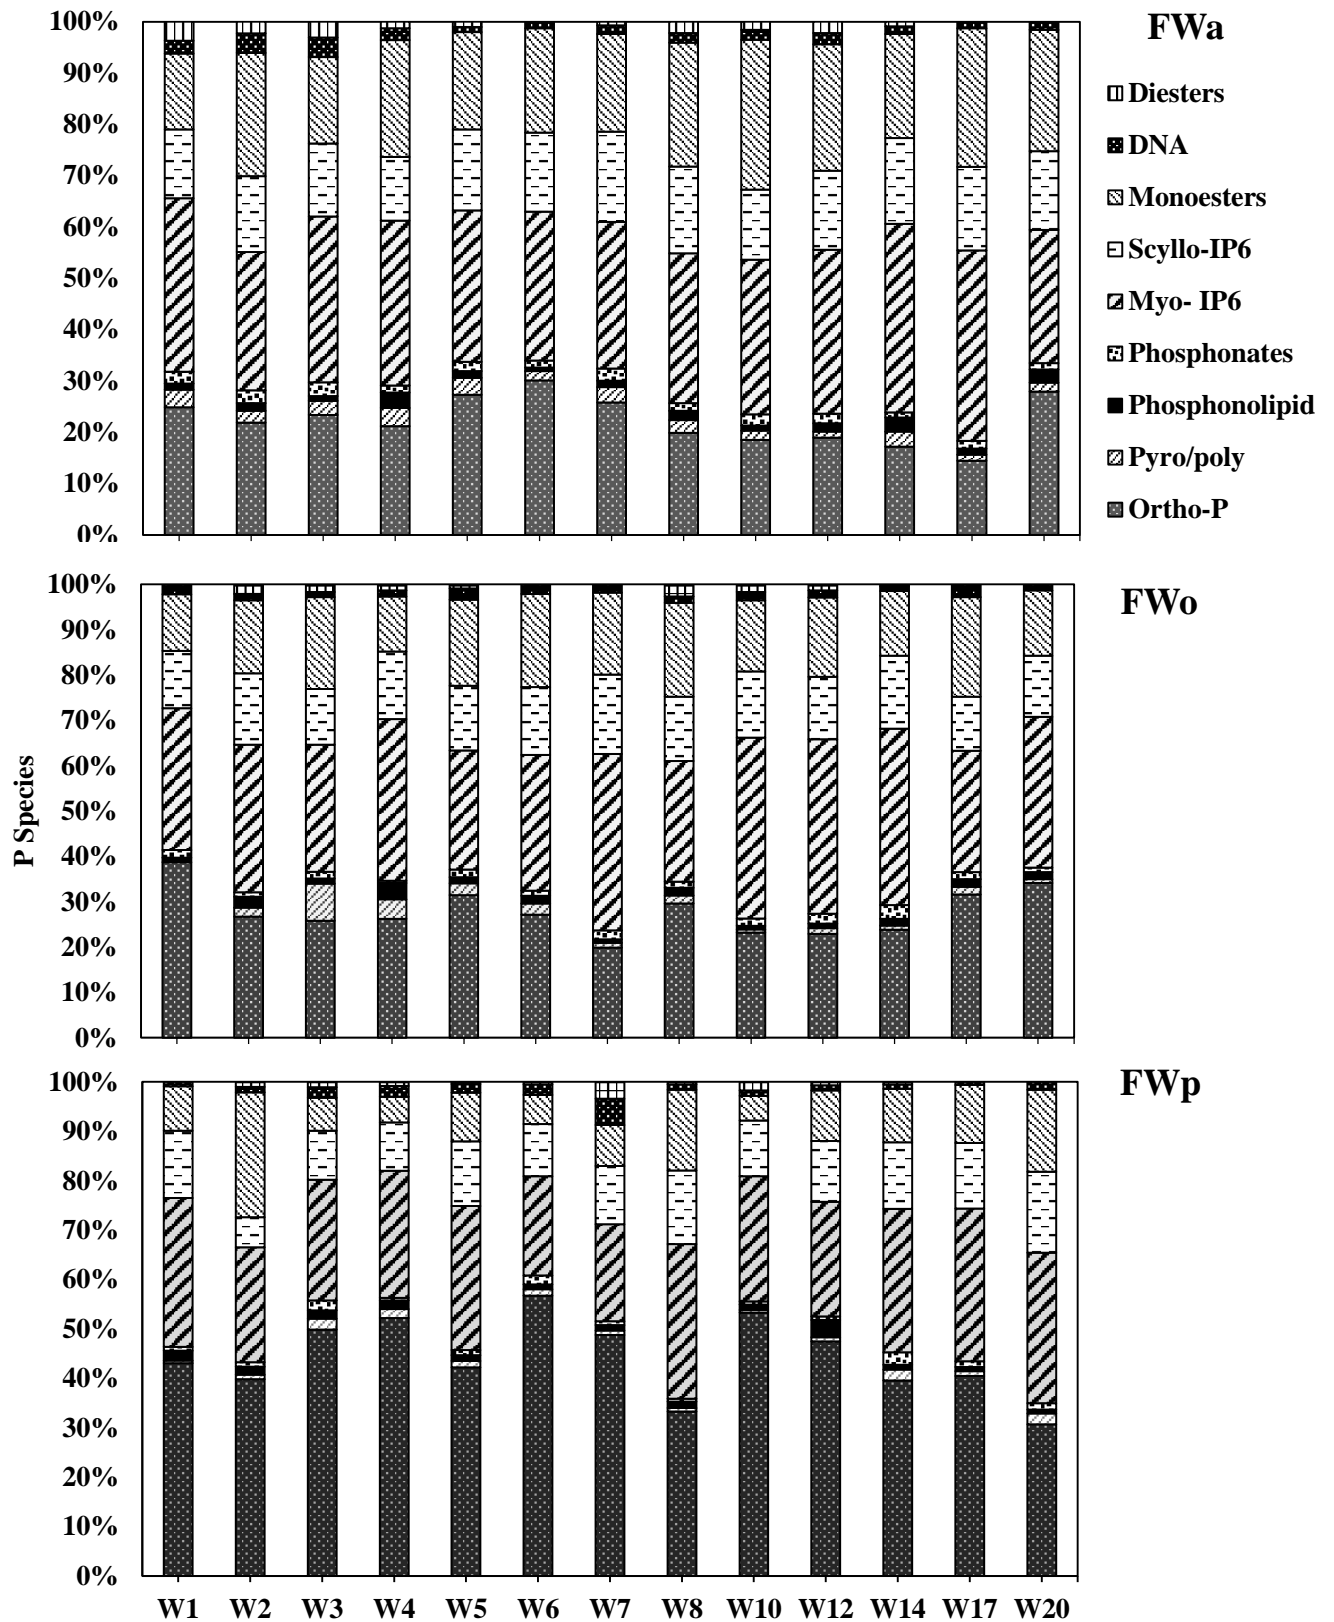 FWa
100%
90%
80%
70%
60%
50%
40%
30%
20%
10%
0%
Diesters
DNA
Monoesters
Scyllo-IP6
Myo- IP6
Phosphonates
Phosphonolipid
Pyro/poly
Ortho-P
FWo
P Species
100%
90%
80%
70%
60%
50%
40%
30%
20%
10%
0%
FWp
100%
90%
80%
70%
60%
50%
40%
30%
20%
10%
0%
W1 W2 W3 W4 W5 W6 W7 W8 W10 W12 W14 W17 W20